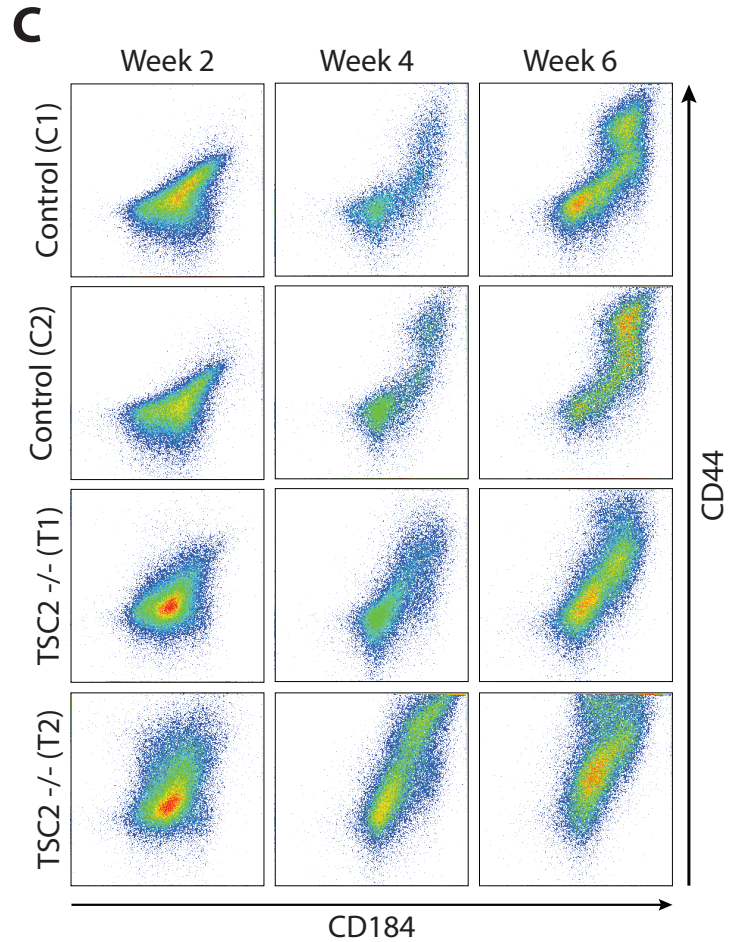 C
Week 2
Week 4
Week 6
Control (C1)
Control (C2)
TSC2 -/- (T1)
TSC2 -/- (T2)
CD44
CD184